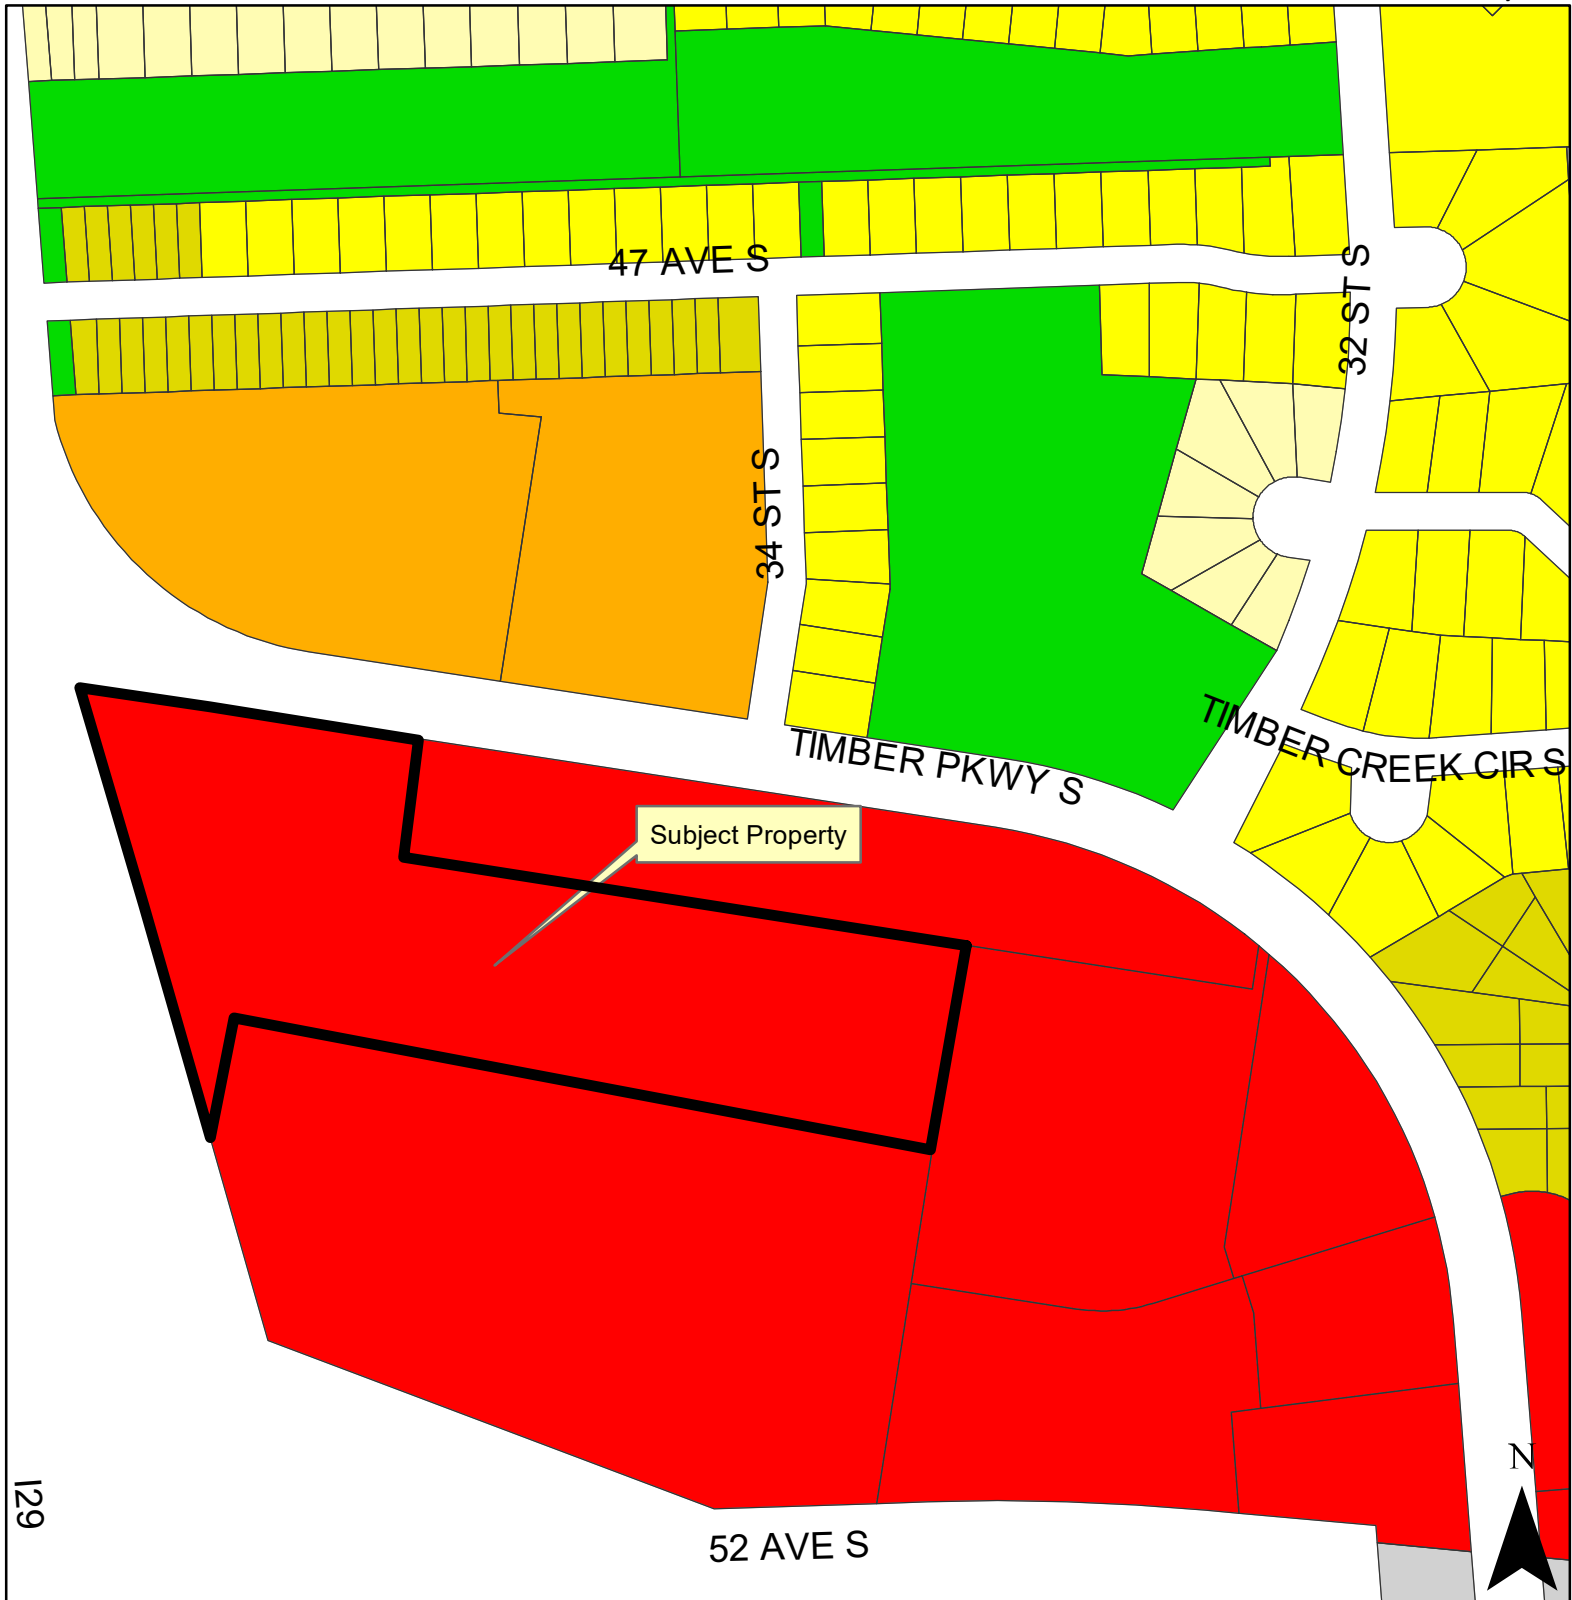 47 AVE S
32 ST S
34 ST S
TIMBER CREEK CIR S
TIMBER PKWY S
Subject Property
N
I29
52 AVE S